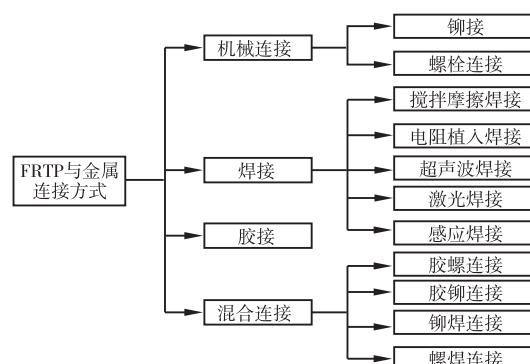 FRTP与金属
连接方式
机械连接
焊接
胶接
混合连接
铆接
螺栓连接
搅拌摩擦焊接
电阻植入焊接
超声波焊接
激光焊接
感应焊接
胶螺连接
胶铆连接
铆焊连接
螺焊连接